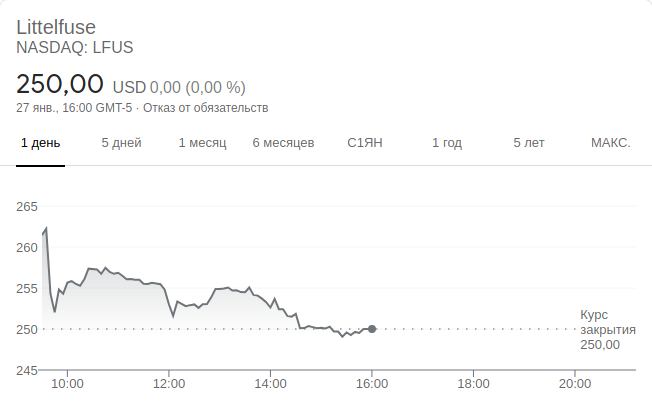 Littelfuse
NASDAQ: LFUS
250,00 USD 0,00 (0,00 %)
27 янв., 16:00 GMT-5 · Отказ от обязательств
1 день 5 дней 1 месяц 6 месяцев С1ЯН 1 год 5 лет МАКС.
265
260
255
250
245
Курс
закрытия
250,00
10:00 12:00 14:00 16:00 18:00 20:00